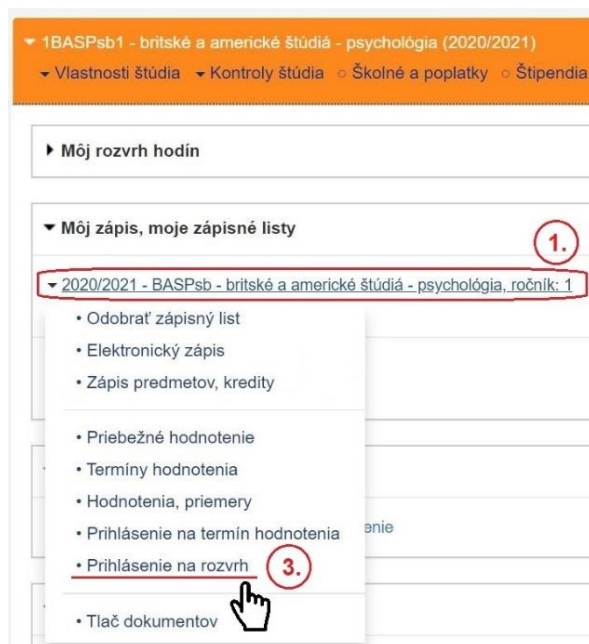 1BASPsb1 - britské a americké štúdiá - psychológia (2020/2021)
Vlastnosti štúdia Kontroly štúdia Školné a poplatky Štipendia
Môj rozvrh hodín
Môj zápis, moje zápisné listy
1.
2020/2021 - BASPsb - britské a americké štúdiá - psychológia, ročník: 1
• Odobrať zápisný list
• Elektronický zápis
• Zápis predmetov, kredity
• Priebežné hodnotenie
• Termíny hodnotenia
• Hodnotenia, priemery
• Prihlásenie na termín hodnotenia enie
• Prihlásenie na rozvrh 3.
• Tlač dokumentov